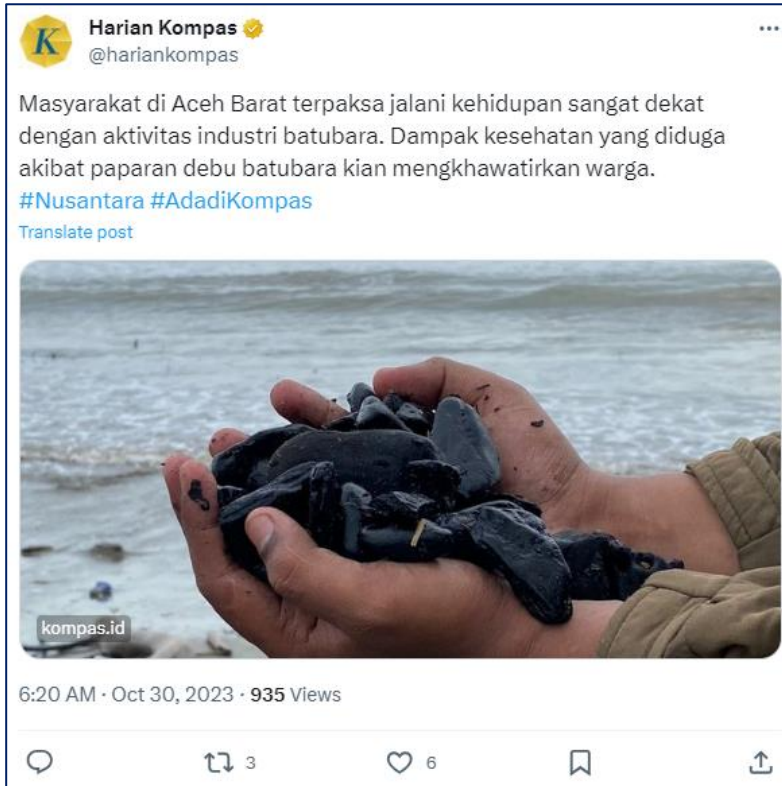 Harian Kompas
@hariankompas
Masyarakat di Aceh Barat terpaksa jalani kehidupan sangat dekat
dengan aktivitas industri batubara. Dampak kesehatan yang diduga
akibat paparan debu batubara kian mengkhawatirkan warga.
#Nusantara #AdadiKompas
Translate post
kompas.id
6:20 AM · Oct 30, 2023 · 935 Views
3
6